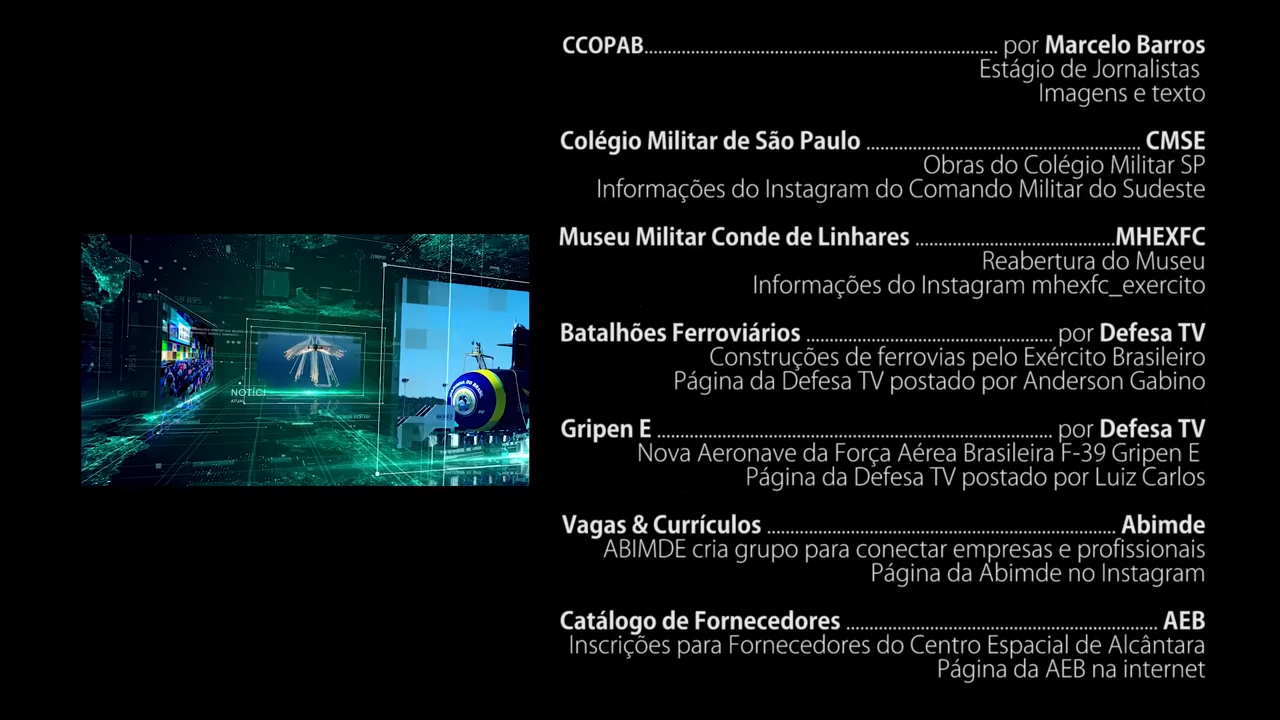 CCOPAB.......................................................................................... por Marcelo Barros
Estágio de Jornalistas
Imagens e texto
Colégio Militar de São Paulo ..................................................................... CMSE
Obras do Colégio Militar SP
Informações do Instagram do Comando Militar do Sudeste
Museu Militar Conde de Linhares ..................................................MHEXFC
Reabertura do Museu
Informações do Instagram mhexfc_exercito
Batalhões Ferroviários .............................................................. por Defesa TV
Construções de ferrovias pelo Exército Brasileiro
Página da Defesa TV postado por Anderson Gabino
Gripen E .................................................................................................... por Defesa TV
Nova Aeronave da Força Aérea Brasileira F-39 Gripen E
Página da Defesa TV postado por Luiz Carlos
Vagas & Currículos ........................................................................................ Abimde
ABIMDE cria grupo para conectar empresas e profissionais
Página da Abimde no Instagram
Catálogo de Fornecedores ............................................................................... AEB
Inscrições para Fornecedores do Centro Espacial de Alcântara
Página da AEB na internet
NOTÍCI